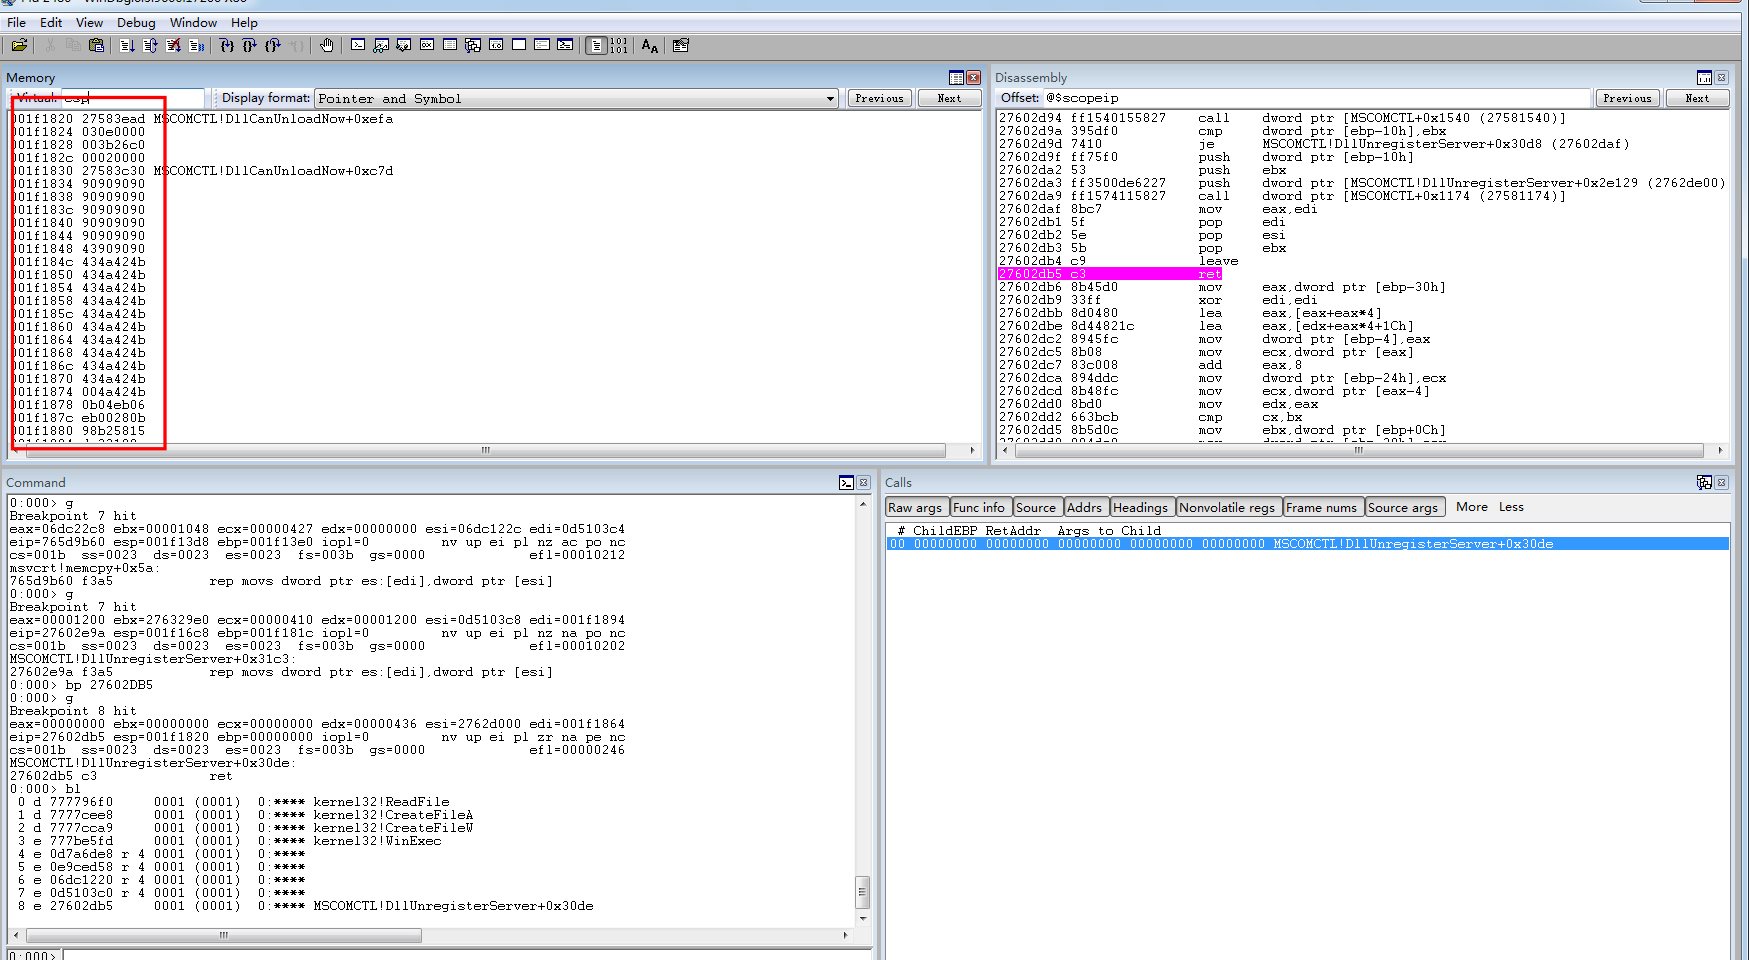 File Edit View Debug Window Help
Memory
Virtual: esp Display format: Pointer and Symbol Previous Next
001f1820 27583ead MSCOMCTL!DllCanUnloadNow+0xefa
001f1824 030e0000
001f1828 003b26c0
001f182c 00020000
001f1830 27583c30 MSCOMCTL!DllCanUnloadNow+0xc7d
001f1834 90909090
001f1838 90909090
001f183c 90909090
001f1840 90909090
001f1844 90909090
001f1848 43909090
001f184c 434a424b
001f1850 434a424b
001f1854 434a424b
001f1858 434a424b
001f185c 434a424b
001f1860 434a424b
001f1864 434a424b
001f1868 434a424b
001f186c 434a424b
001f1870 434a424b
001f1874 004a424b
001f1878 0b04eb06
001f187c eb00280b
001f1880 98b25815
Disassembly
Offset: @$scopeip Previous Next
27602d94 ff1540155827 call dword ptr [MSCOMCTL+0x1540 (27581540)]
27602d9a 395df0 cmp dword ptr [ebp-10h],ebx
27602d9d 7410 je MSCOMCTL!DllUnregisterServer+0x30d8 (27602daf)
27602d9f ff75f0 push dword ptr [ebp-10h]
27602da2 53 push ebx
27602da3 ff3500de6227 push dword ptr [MSCOMCTL!DllUnregisterServer+0x2e129 (2762de00)
27602da9 ff1574115827 call dword ptr [MSCOMCTL+0x1174 (27581174)]
27602daf 8bc7 mov eax,edi
27602db1 5f pop edi
27602db2 5e pop esi
27602db3 5b pop ebx
27602db4 c9 leave
27602db5 c3 ret
27602db6 8b45d0 mov eax,dword ptr [ebp-30h]
27602db9 33ff xor edi,edi
27602dbb 8d0480 lea eax,[eax+eax*4]
27602dbe 8d44821c lea eax,[edx+eax*4+1Ch]
27602dc2 8945fc mov dword ptr [ebp-4],eax
27602dc5 8b08 mov ecx,dword ptr [eax]
27602dc7 83c008 add eax,8
27602dca 894ddc mov dword ptr [ebp-24h],ecx
27602dcd 8b48fc mov ecx,dword ptr [eax-4]
27602dd0 8bd0 mov edx,eax
27602dd2 663bcb cmp cx,bx
27602dd5 8b5d0c mov ebx,dword ptr [ebp+0Ch]
Command
0:000> g
Breakpoint 7 hit
eax=06dc22c8 ebx=00001048 ecx=00000427 edx=00000000 esi=06dc122c edi=0d5103c4
eip=765d9b60 esp=001f13d8 ebp=001f13e0 iopl=0 nv up ei pl nz ac po nc
cs=001b ss=0023 ds=0023 es=0023 fs=003b gs=0000 efl=00010212
msvcrt!memcpy+0x5a:
765d9b60 f3a5 rep movs dword ptr es:[edi],dword ptr [esi]
0:000> g
Breakpoint 7 hit
eax=00001200 ebx=276329e0 ecx=00000410 edx=00001200 esi=0d5103c8 edi=001f1894
eip=27602e9a esp=001f16c8 ebp=001f181c iopl=0 nv up ei pl nz na po nc
cs=001b ss=0023 ds=0023 es=0023 fs=003b gs=0000 efl=00010202
MSCOMCTL!DllUnregisterServer+0x31c3:
27602e9a f3a5 rep movs dword ptr es:[edi],dword ptr [esi]
0:000> bp 27602DB5
0:000> g
Breakpoint 8 hit
eax=00000000 ebx=00000000 ecx=00000000 edx=00000436 esi=2762d000 edi=001f1864
eip=27602db5 esp=001f1820 ebp=00000000 iopl=0 nv up ei pl zr na pe nc
cs=001b ss=0023 ds=0023 es=0023 fs=003b gs=0000 efl=00000246
MSCOMCTL!DllUnregisterServer+0x30de:
27602db5 c3 ret
0:000> bl
0 d 777796f0 0001 (0001) 0:**** kernel32!ReadFile
1 d 7777cee8 0001 (0001) 0:**** kernel32!CreateFileA
2 d 7777cca9 0001 (0001) 0:**** kernel32!CreateFileW
3 e 777be5fd 0001 (0001) 0:**** kernel32!WinExec
4 e 0d7a6de8 r 4 0001 (0001) 0:****
5 e 0e9ced58 r 4 0001 (0001) 0:****
6 e 06dc1220 r 4 0001 (0001) 0:****
7 e 0d5103c0 r 4 0001 (0001) 0:****
8 e 27602db5 0001 (0001) 0:**** MSCOMCTL!DllUnregisterServer+0x30de
0:000>
Calls
Raw args Func info Source Addrs Headings Nonvolatile regs Frame nums Source args More Less
# ChildEBP RetAddr Args to Child
00 00000000 00000000 00000000 00000000 00000000 MSCOMCTL!DllUnregisterServer+0x30de